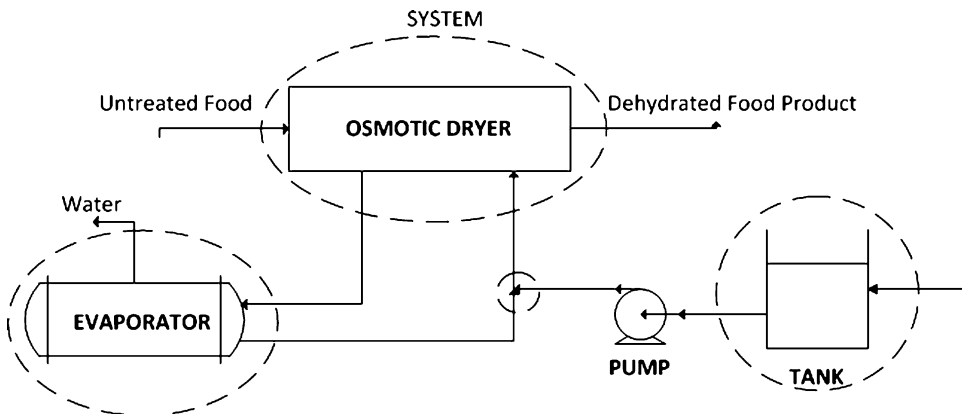 SYSTEM
Untreated Food
OSMOTIC DRYER
Dehydrated Food Product
Water
EVAPORATOR
PUMP
TANK